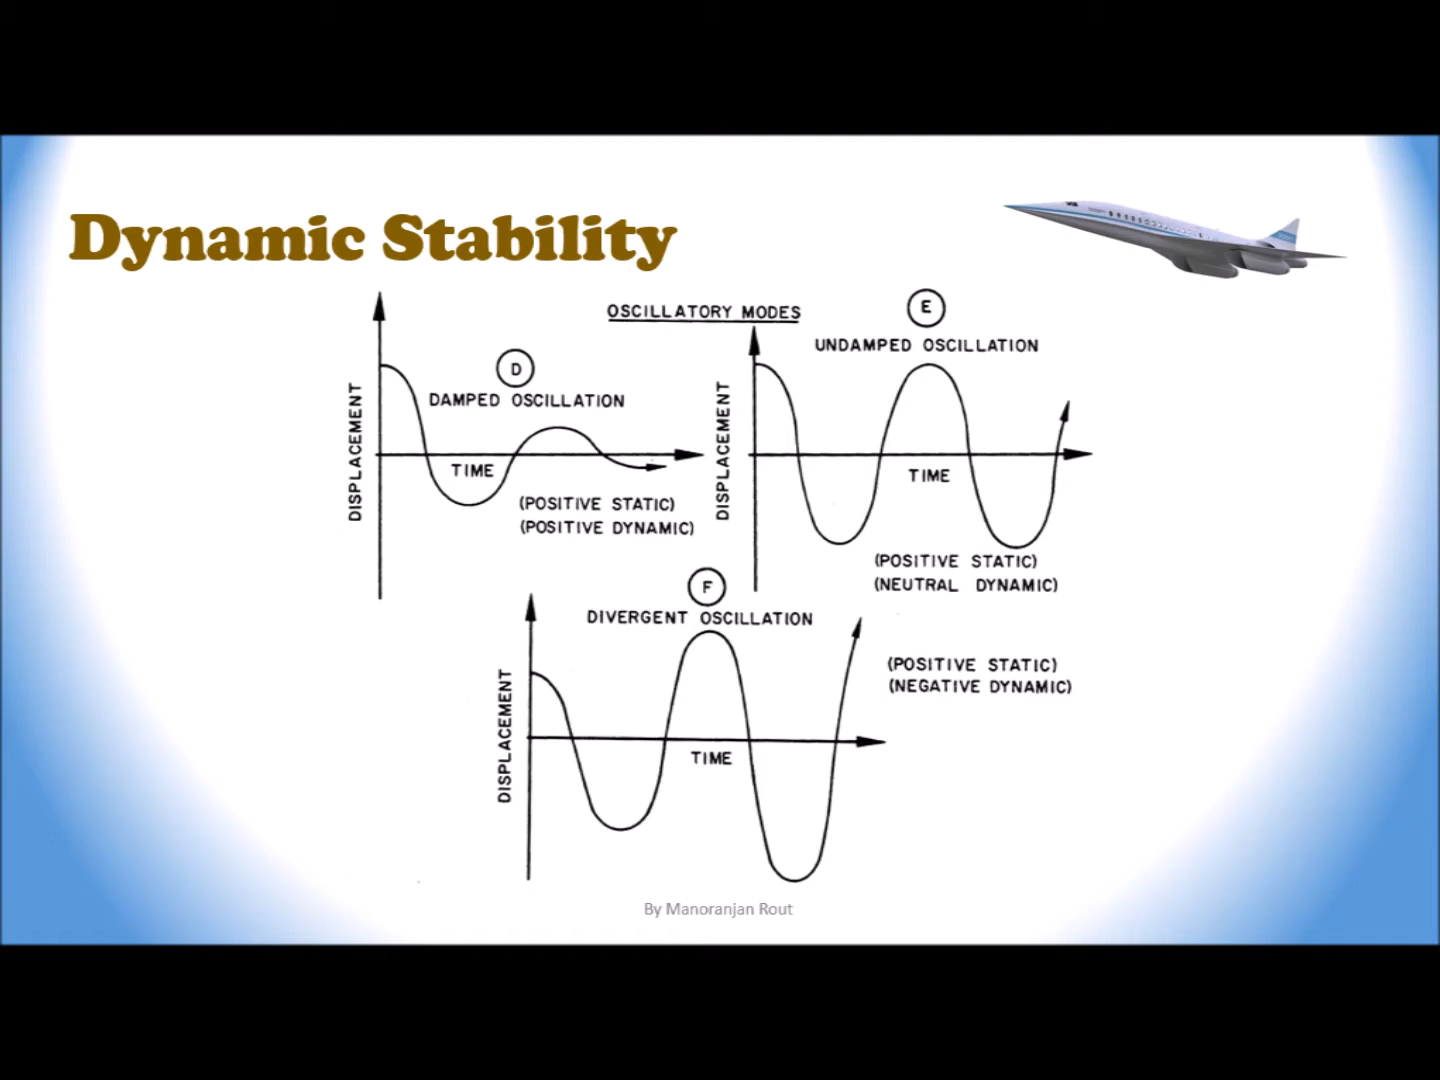 Dynamic Stability
OSCILLATORY MODES
D
DAMPED OSCILLATION
DISPLACEMENT
TIME
(POSITIVE STATIC)
(POSITIVE DYNAMIC)
E
UNDAMPED OSCILLATION
DISPLACEMENT
TIME
(POSITIVE STATIC)
(NEUTRAL DYNAMIC)
F
DIVERGENT OSCILLATION
DISPLACEMENT
TIME
(POSITIVE STATIC)
(NEGATIVE DYNAMIC)
By Manoranjan Rout